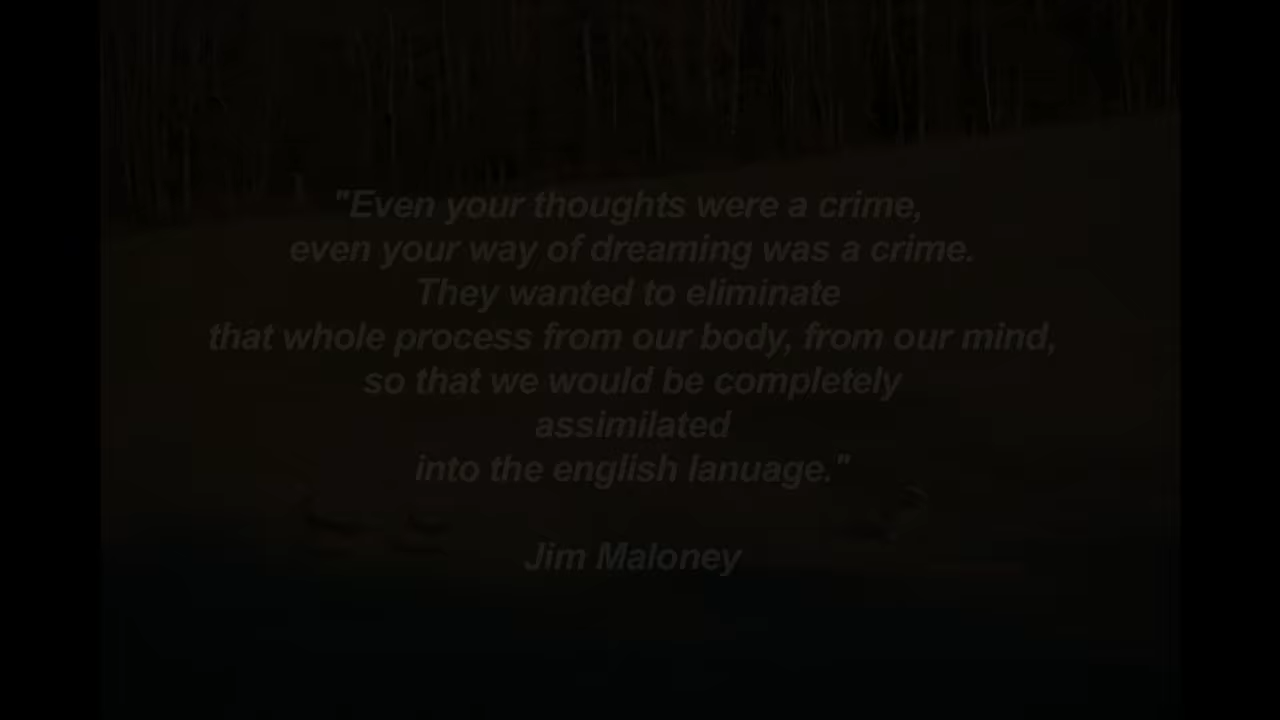 "Even your thoughts were a crime,
even your way of dreaming was a crime.
They wanted to eliminate
that whole process from our body, from our mind,
so that we would be completely
assimilated
into the english lanuage."
Jim Maloney